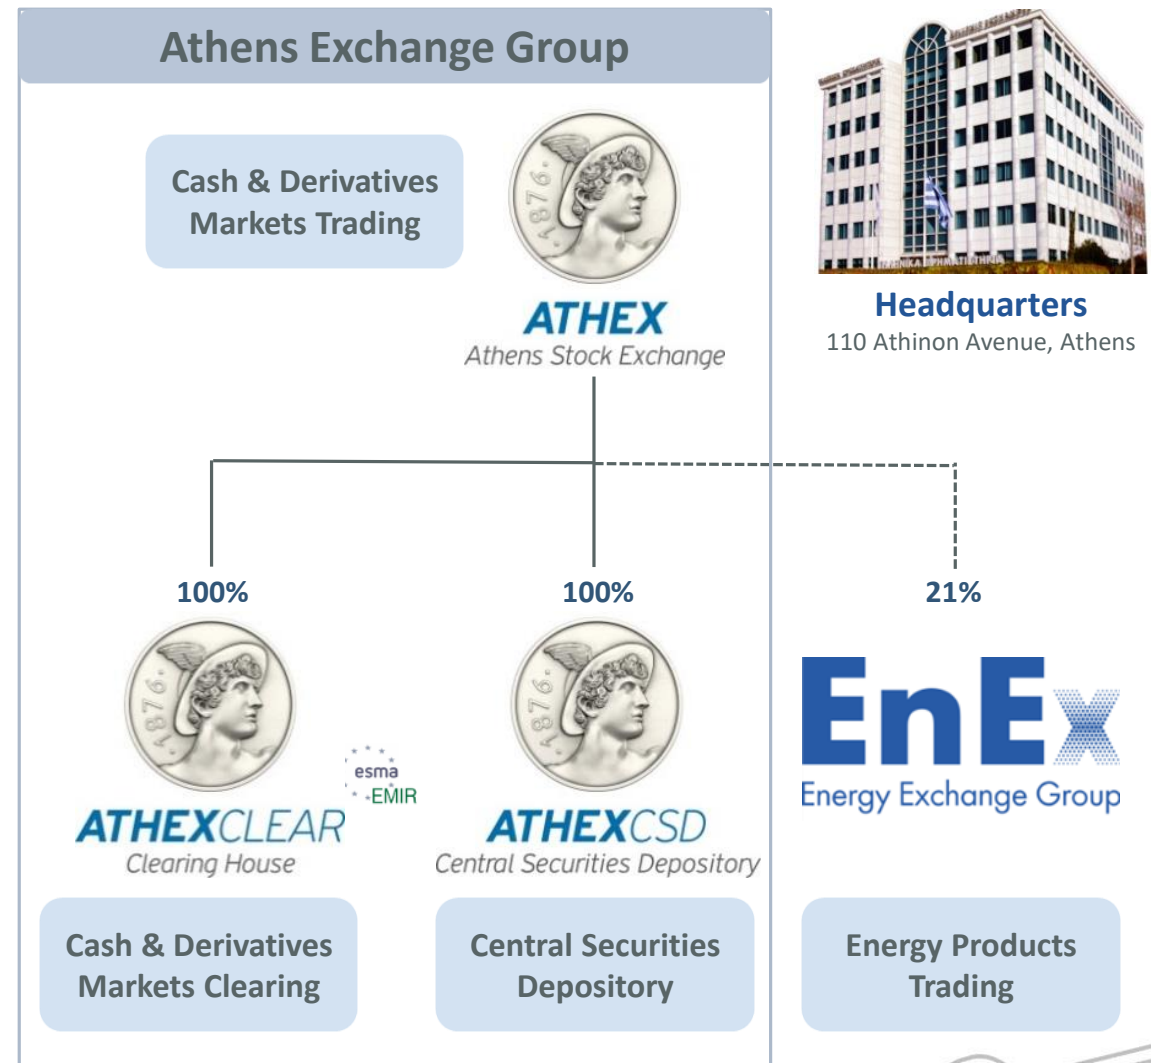 Athens Exchange Group
Cash & Derivatives
Markets Trading
·1876·
ATHEX
Athens Stock Exchange
Headquarters
110 Athinon Avenue, Athens
100%
100%
21%
·1876·
esma
EMIR
ATHEXCLEAR
Clearing House
·1876·
ATHEXCSD
Central Securities Depository
EnEx
Energy Exchange Group
Cash & Derivatives
Markets Clearing
Central Securities
Depository
Energy Products
Trading